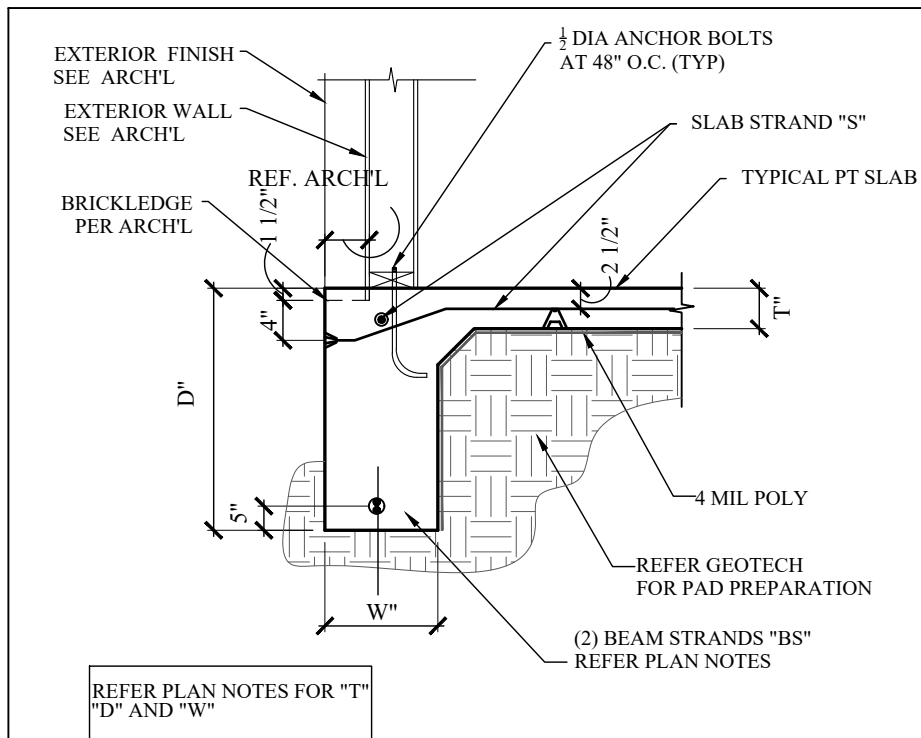 EXTERIOR FINISH
SEE ARCH'L
EXTERIOR WALL
SEE ARCH'L
REF. ARCH'L
BRICKLEDGE
PER ARCH'L
1/2 DIA ANCHOR BOLTS
AT 48" O.C. (TYP)
SLAB STRAND "S"
TYPICAL PT SLAB
1 1/2"
4"
D"
5"
W"
2 1/2"
T"
4 MIL POLY
REFER GEOTECH
FOR PAD PREPARATION
(2) BEAM STRANDS "BS"
REFER PLAN NOTES
REFER PLAN NOTES FOR "T"
"D" AND "W"